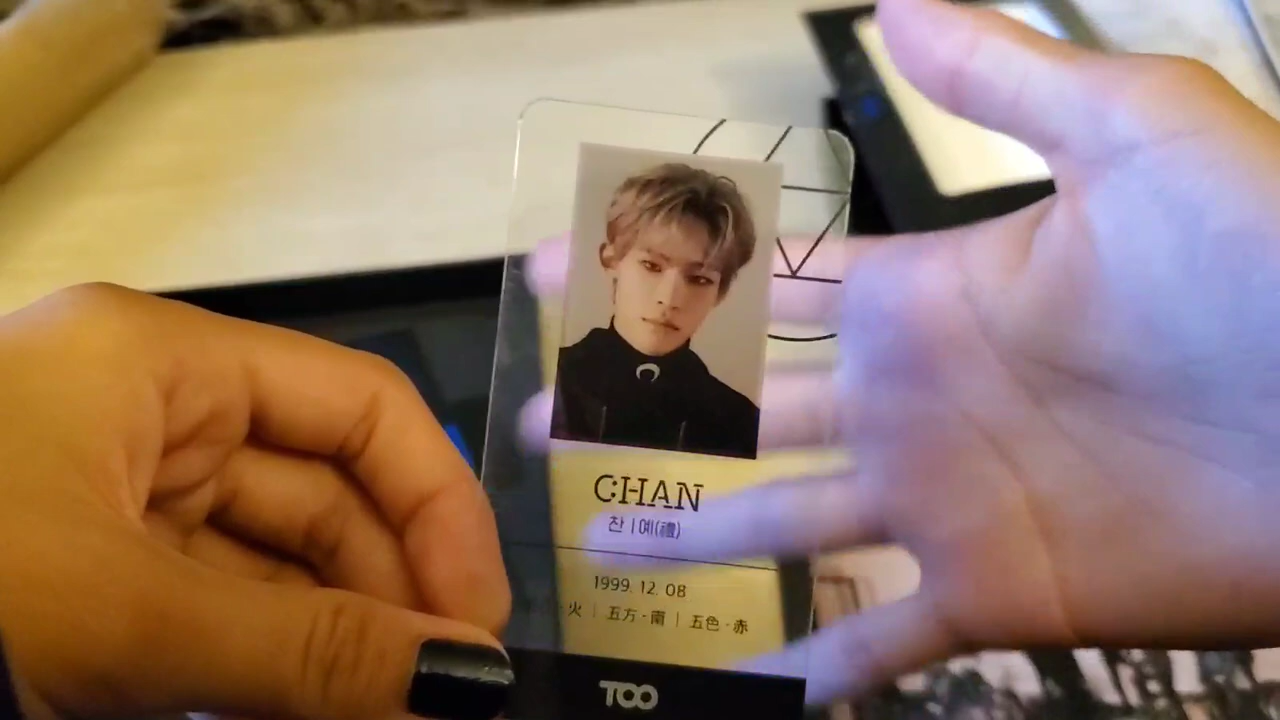 CHAN
찬 | 예(禮)
1999. 12. 08
火 | 五方-南 | 五色-赤
TOO